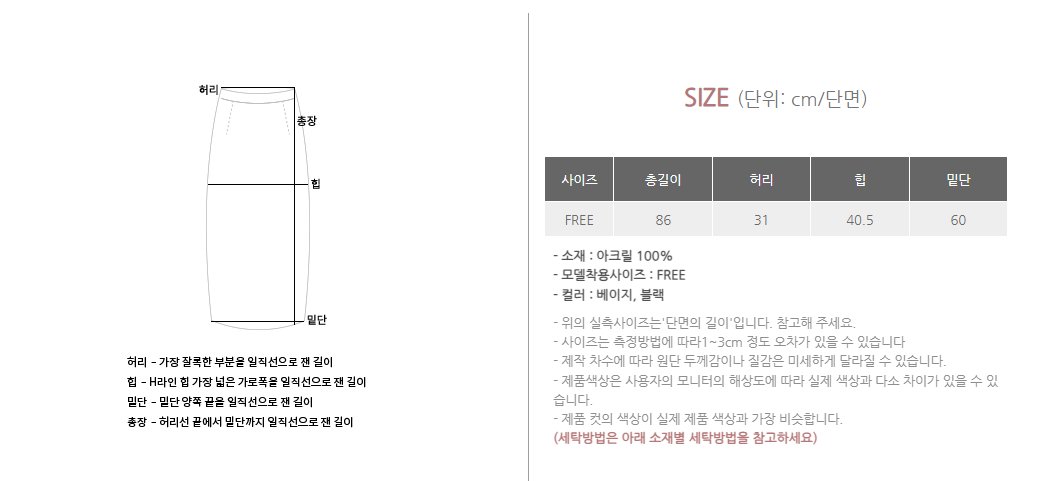 허리
총장
힙
밑단
허리 - 가장 잘록한 부분을 일직선으로 잰 길이
힙 - H라인 힙 가장 넓은 가로폭을 일직선으로 잰 길이
밑단 - 밑단 양쪽 끝을 일직선으로 잰 길이
총장 - 허리선 끝에서 밑단까지 일직선으로 잰 길이
SIZE (단위: cm/단면)
사이즈 총길이 허리 힙 밑단
FREE 86 31 40.5 60
- 소재 : 아크릴 100%
- 모델착용사이즈 : FREE
- 컬러 : 베이지, 블랙
- 위의 실측사이즈는'단면의 길이'입니다. 참고해 주세요.
- 사이즈는 측정방법에 따라1~3cm 정도 오차가 있을 수 있습니다
- 제작 차수에 따라 원단 두께감이나 질감은 미세하게 달라질 수 있습니다.
- 제품색상은 사용자의 모니터의 해상도에 따라 실제 색상과 다소 차이가 있을 수 있
습니다.
- 제품 컷의 색상이 실제 제품 색상과 가장 비슷합니다.
(세탁방법은 아래 소재별 세탁방법을 참고하세요)